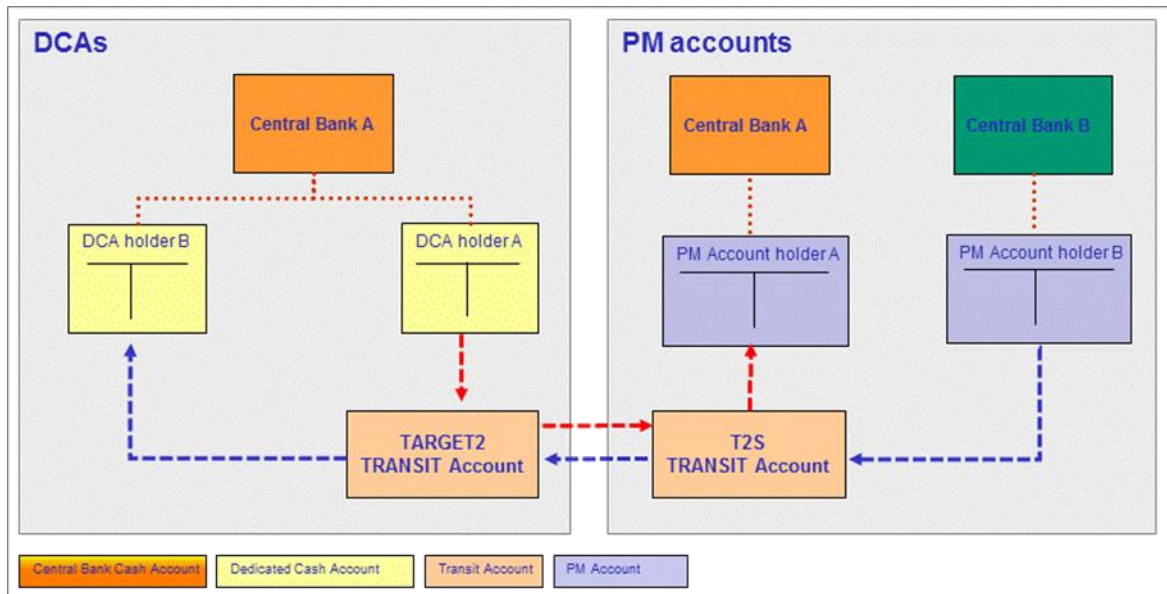 DCAs
Central Bank A
DCA holder B
DCA holder A
TARGET2
TRANSIT Account
PM accounts
Central Bank A
Central Bank B
PM Account holder A
PM Account holder B
T2S
TRANSIT Account
Central Bank Cash Account
Dedicated Cash Account
Transit Account
PM Account